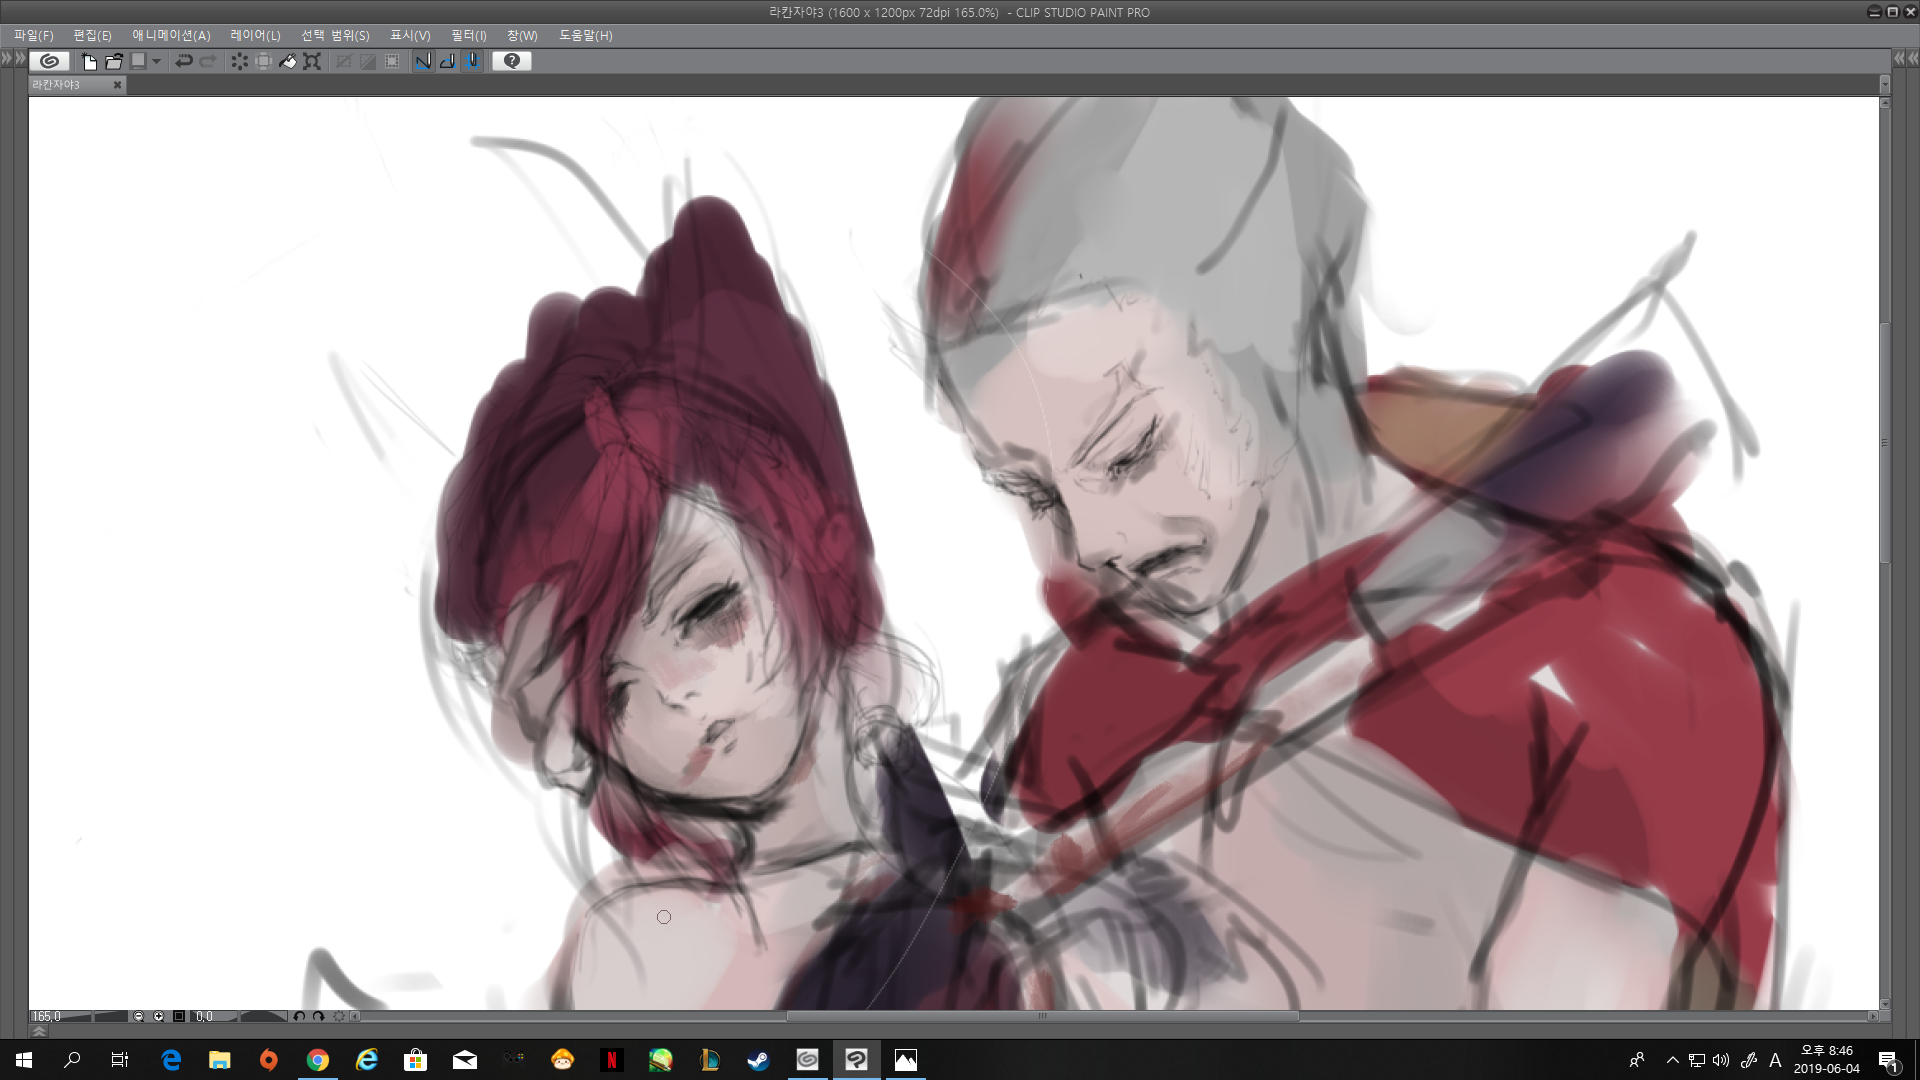 라칸자야3 (1600 x 1200px 72dpi 165.0%)  - CLIP STUDIO PAINT PRO
파일(F) 편집(E) 애니메이션(A) 레이어(L) 선택 범위(S) 표시(V) 필터(I) 창(W) 도움말(H)
라칸자야3
165,0 0,0
오후 8:46
A
2019-06-04
1